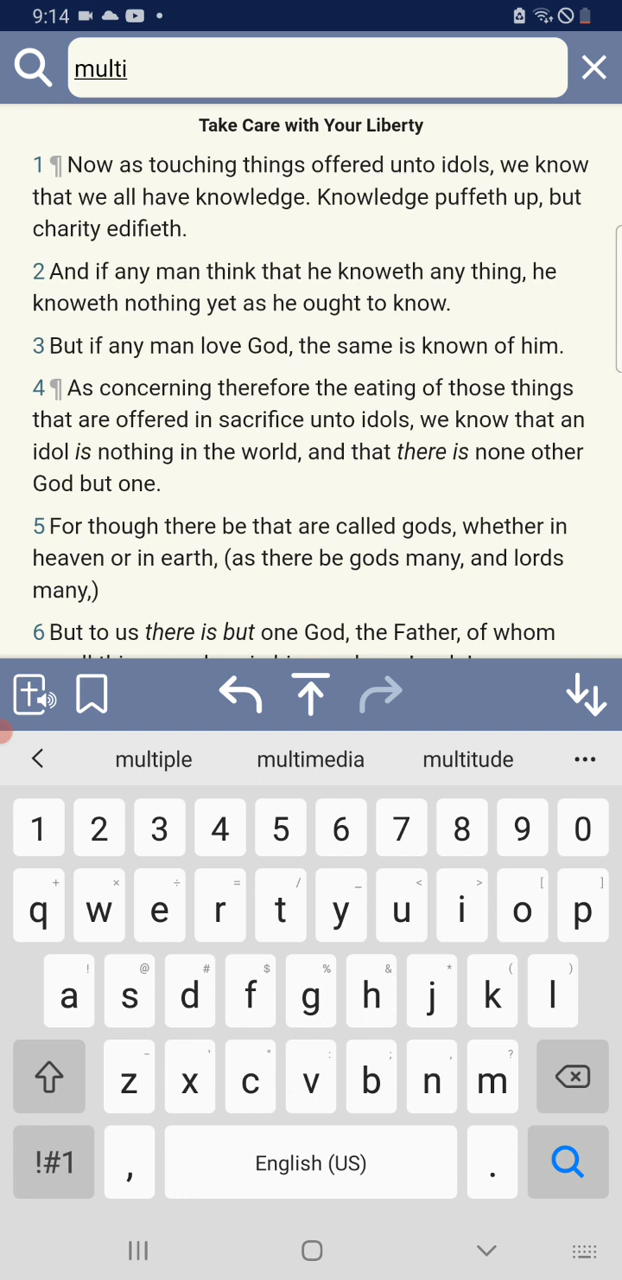 9:14
multi
Take Care with Your Liberty
1 ¶ Now as touching things offered unto idols, we know
that we all have knowledge. Knowledge puffeth up, but
charity edifieth.
2 And if any man think that he knoweth any thing, he
knoweth nothing yet as he ought to know.
3 But if any man love God, the same is known of him.
4 ¶ As concerning therefore the eating of those things
that are offered in sacrifice unto idols, we know that an
idol is nothing in the world, and that there is none other
God but one.
5 For though there be that are called gods, whether in
heaven or in earth, (as there be gods many, and lords
many,)
6 But to us there is but one God, the Father, of whom
multiple multimedia multitude •••
1 2 3 4 5 6 7 8 9 0
+ × ÷ = / _ < > [ ]
q w e r t y u i o p
! @ # $ % & * ( )
a s d f g h j k l
- ' " : ; , ?
z x c v b n m
!#1 , English (US) .